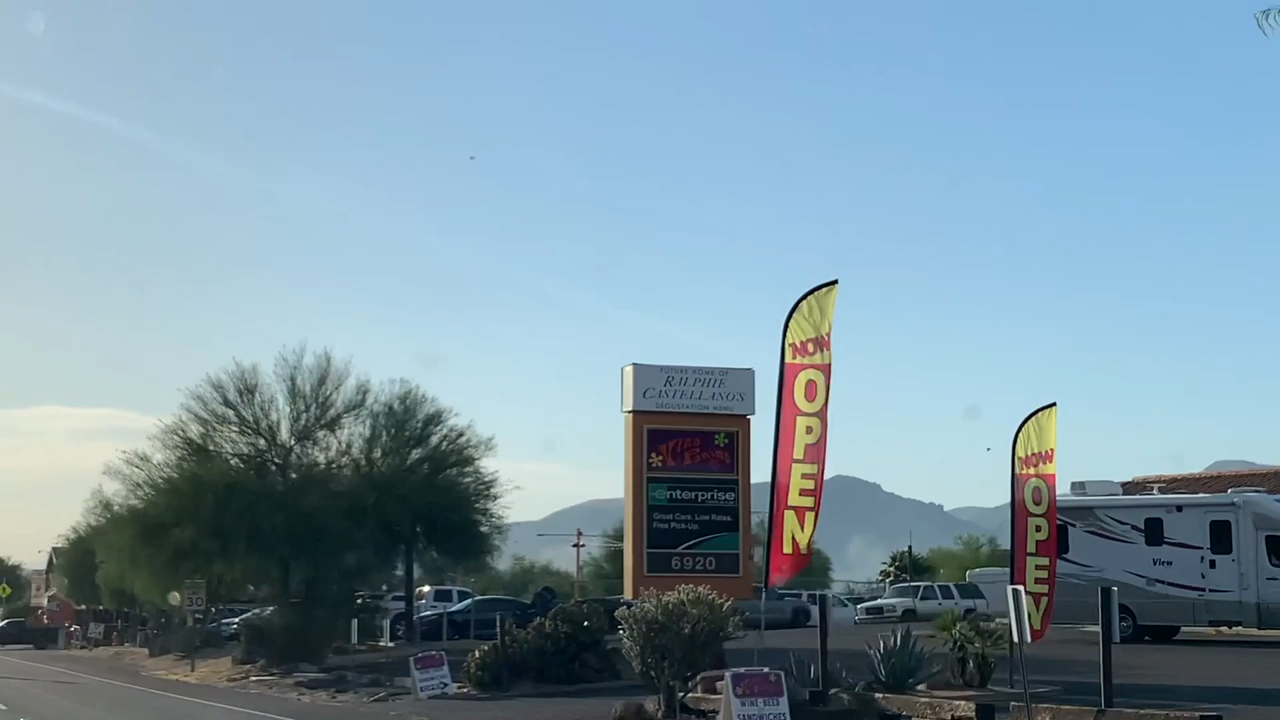 FUTURE HOME OF
RALPHIE
CASTELLANO'S
DÉGUSTATION MENU
enterprise
Great Cars. Low Rates.
Free Pick-Up.
6920
NOW
OPEN
NOW
OPEN
View
30
WINE-BEER
SANDWICHES